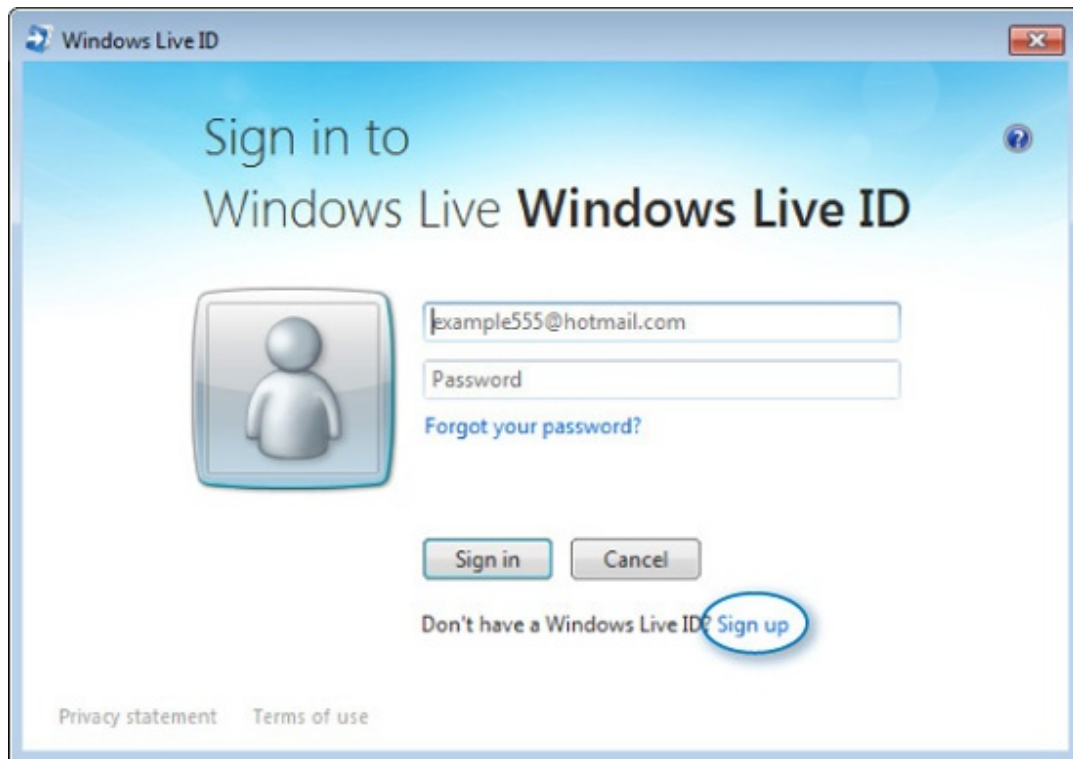 Windows Live ID
Sign in to
Windows Live Windows Live ID
example555@hotmail.com
Password
Forgot your password?
Sign in Cancel
Don't have a Windows Live ID? Sign up
Privacy statement Terms of use